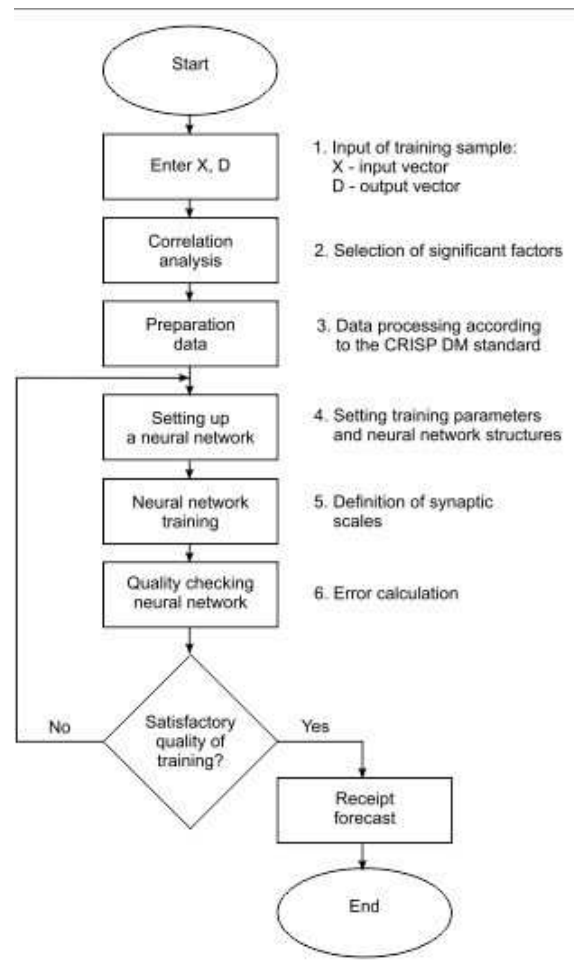 Start
Enter X, D
1. Input of training sample:
X - input vector
D - output vector
Correlation
analysis
2. Selection of significant factors
Preparation
data
3. Data processing according
to the CRISP DM standard
Setting up
a neural network
4. Setting training parameters
and neural network structures
Neural network
training
5. Definition of synaptic
scales
Quality checking
neural network
6. Error calculation
No
Satisfactory
quality of
training?
Yes
Receipt
forecast
End